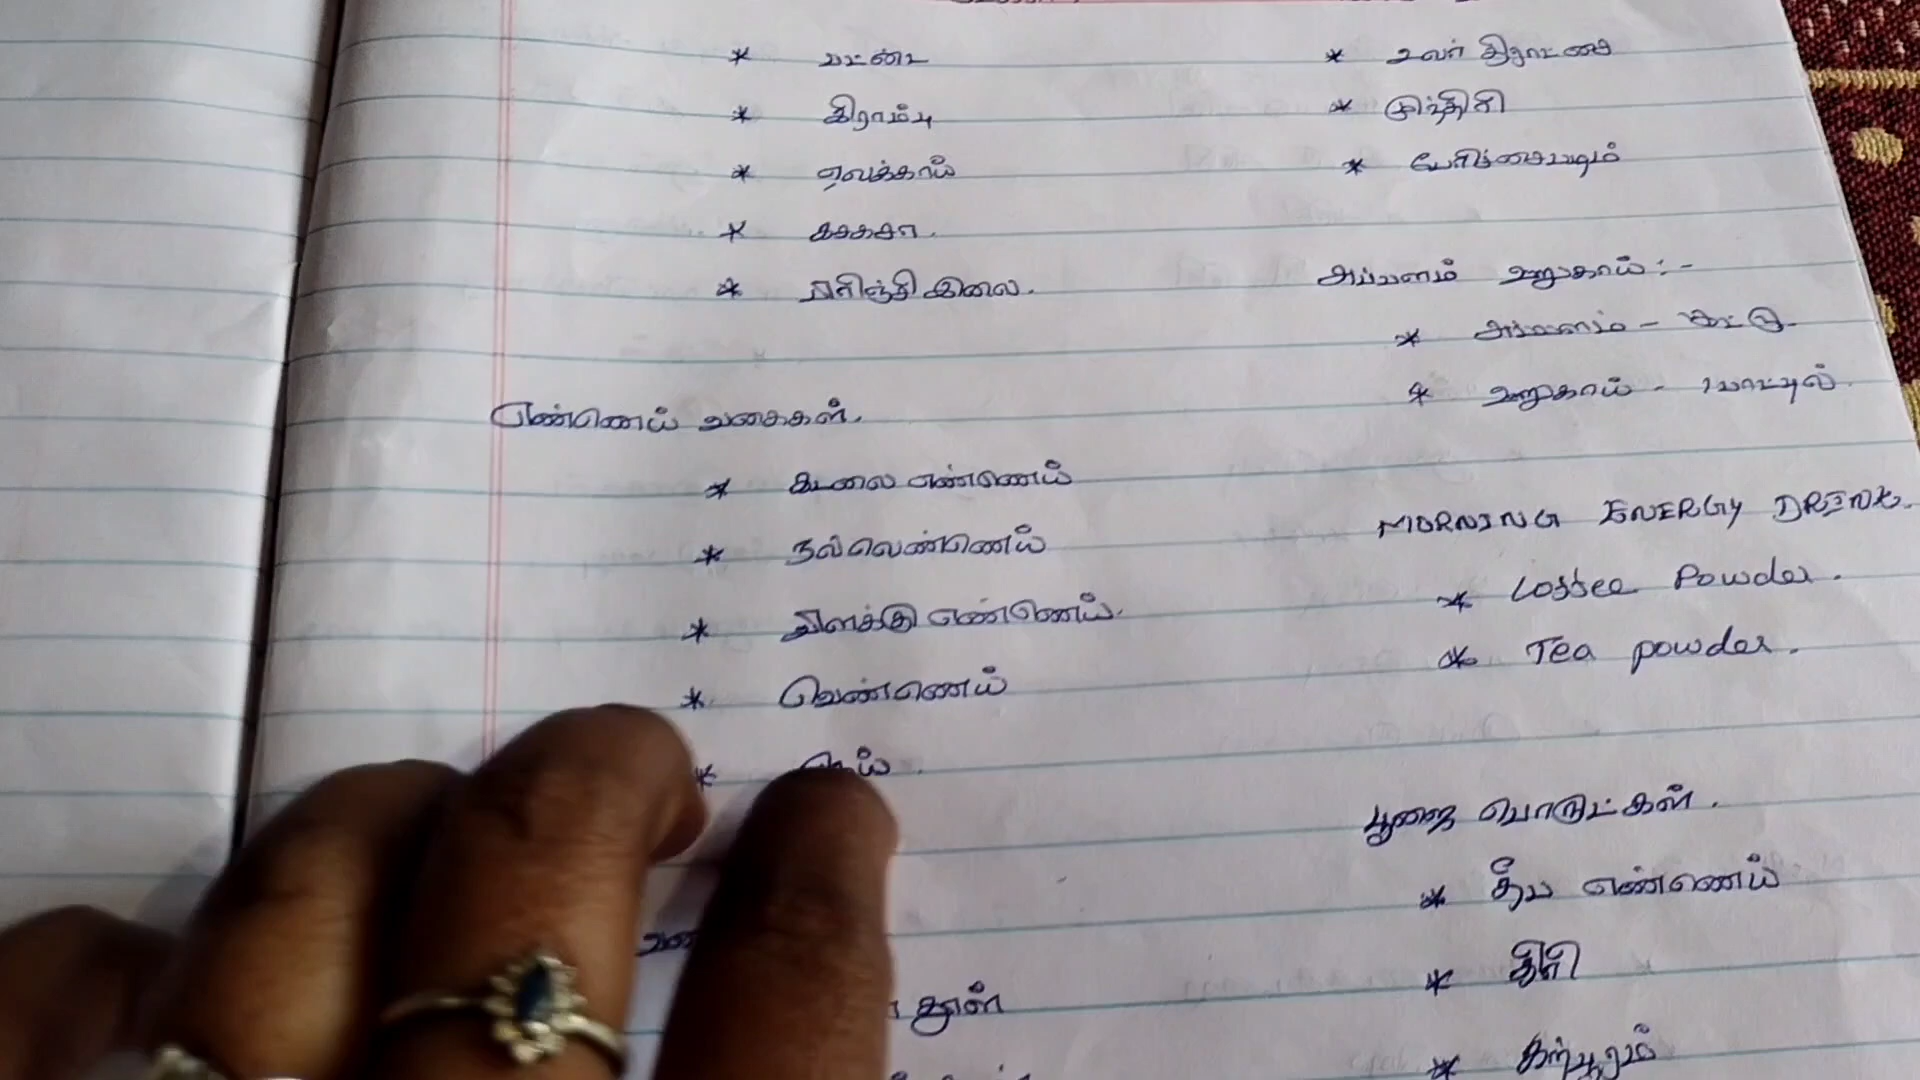 * பட்டை
* கிராம்பு
* ஏலக்காய்
* கசகசா.
* பிரிஞ்சி இலை.
எண்ணெய் வகைகள்.
* கடலை எண்ணெய்
* நல்லெண்ணெய்
* விளக்கு எண்ணெய்.
* வெண்ணெய்
* நெய் .
தூள்
* உலர் திராட்சை
* முந்திரி
* பேரிச்சைபழம்
அப்பளம் ஊறுகாய் : -
* அப்பளம் - கட்டு
* ஊறுகாய் - பாட்டில்
MORNING ENERGY DRINK.
* Coffee Powder .
* Tea powder .
பூஜை பொருட்கள் .
* தீப எண்ணெய்
* திரி
* கற்பூரம்